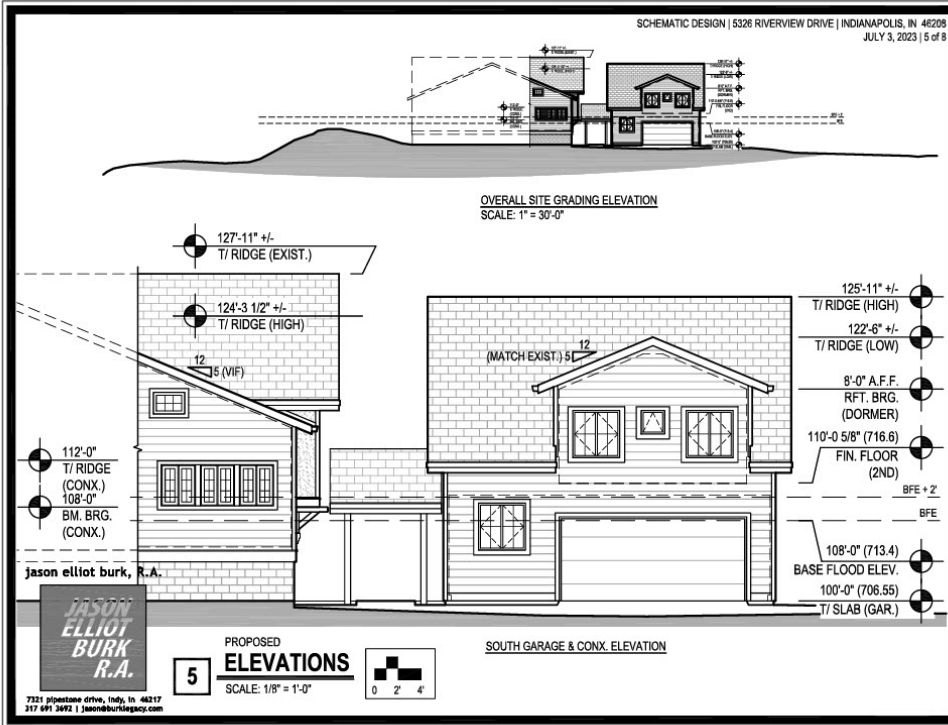 SCHEMATIC DESIGN | 5326 RIVERVIEW DRIVE | INDIANAPOLIS, IN 46208
JULY 3, 2023 | 5 of 8
OVERALL SITE GRADING ELEVATION
SCALE: 1" = 30'-0"
127'-11" +/-
T/ RIDGE (EXIST.)
124'-3 1/2" +/-
T/ RIDGE (HIGH)
12
5 (VIF)
112'-0"
T/ RIDGE
(CONX.)
108'-0"
BM. BRG.
(CONX.)
12
(MATCH EXIST.) 5
125'-11" +/-
T/ RIDGE (HIGH)
122'-6" +/-
T/ RIDGE (LOW)
8'-0" A.F.F.
RFT. BRG.
(DORMER)
110'-0 5/8" (716.6)
FIN. FLOOR
(2ND)
BFE + 2'
BFE
108'-0" (713.4)
BASE FLOOD ELEV.
100'-0" (706.55)
T/ SLAB (GAR.)
jason elliot burk, R.A.
JASON
ELLIOT
BURK
R.A.
7321 pipestone drive, indy, in 46217
317 691 3692 | jason@burklegacy.com
5
PROPOSED
ELEVATIONS
SCALE: 1/8" = 1'-0"
0 2' 4'
SOUTH GARAGE & CONX. ELEVATION